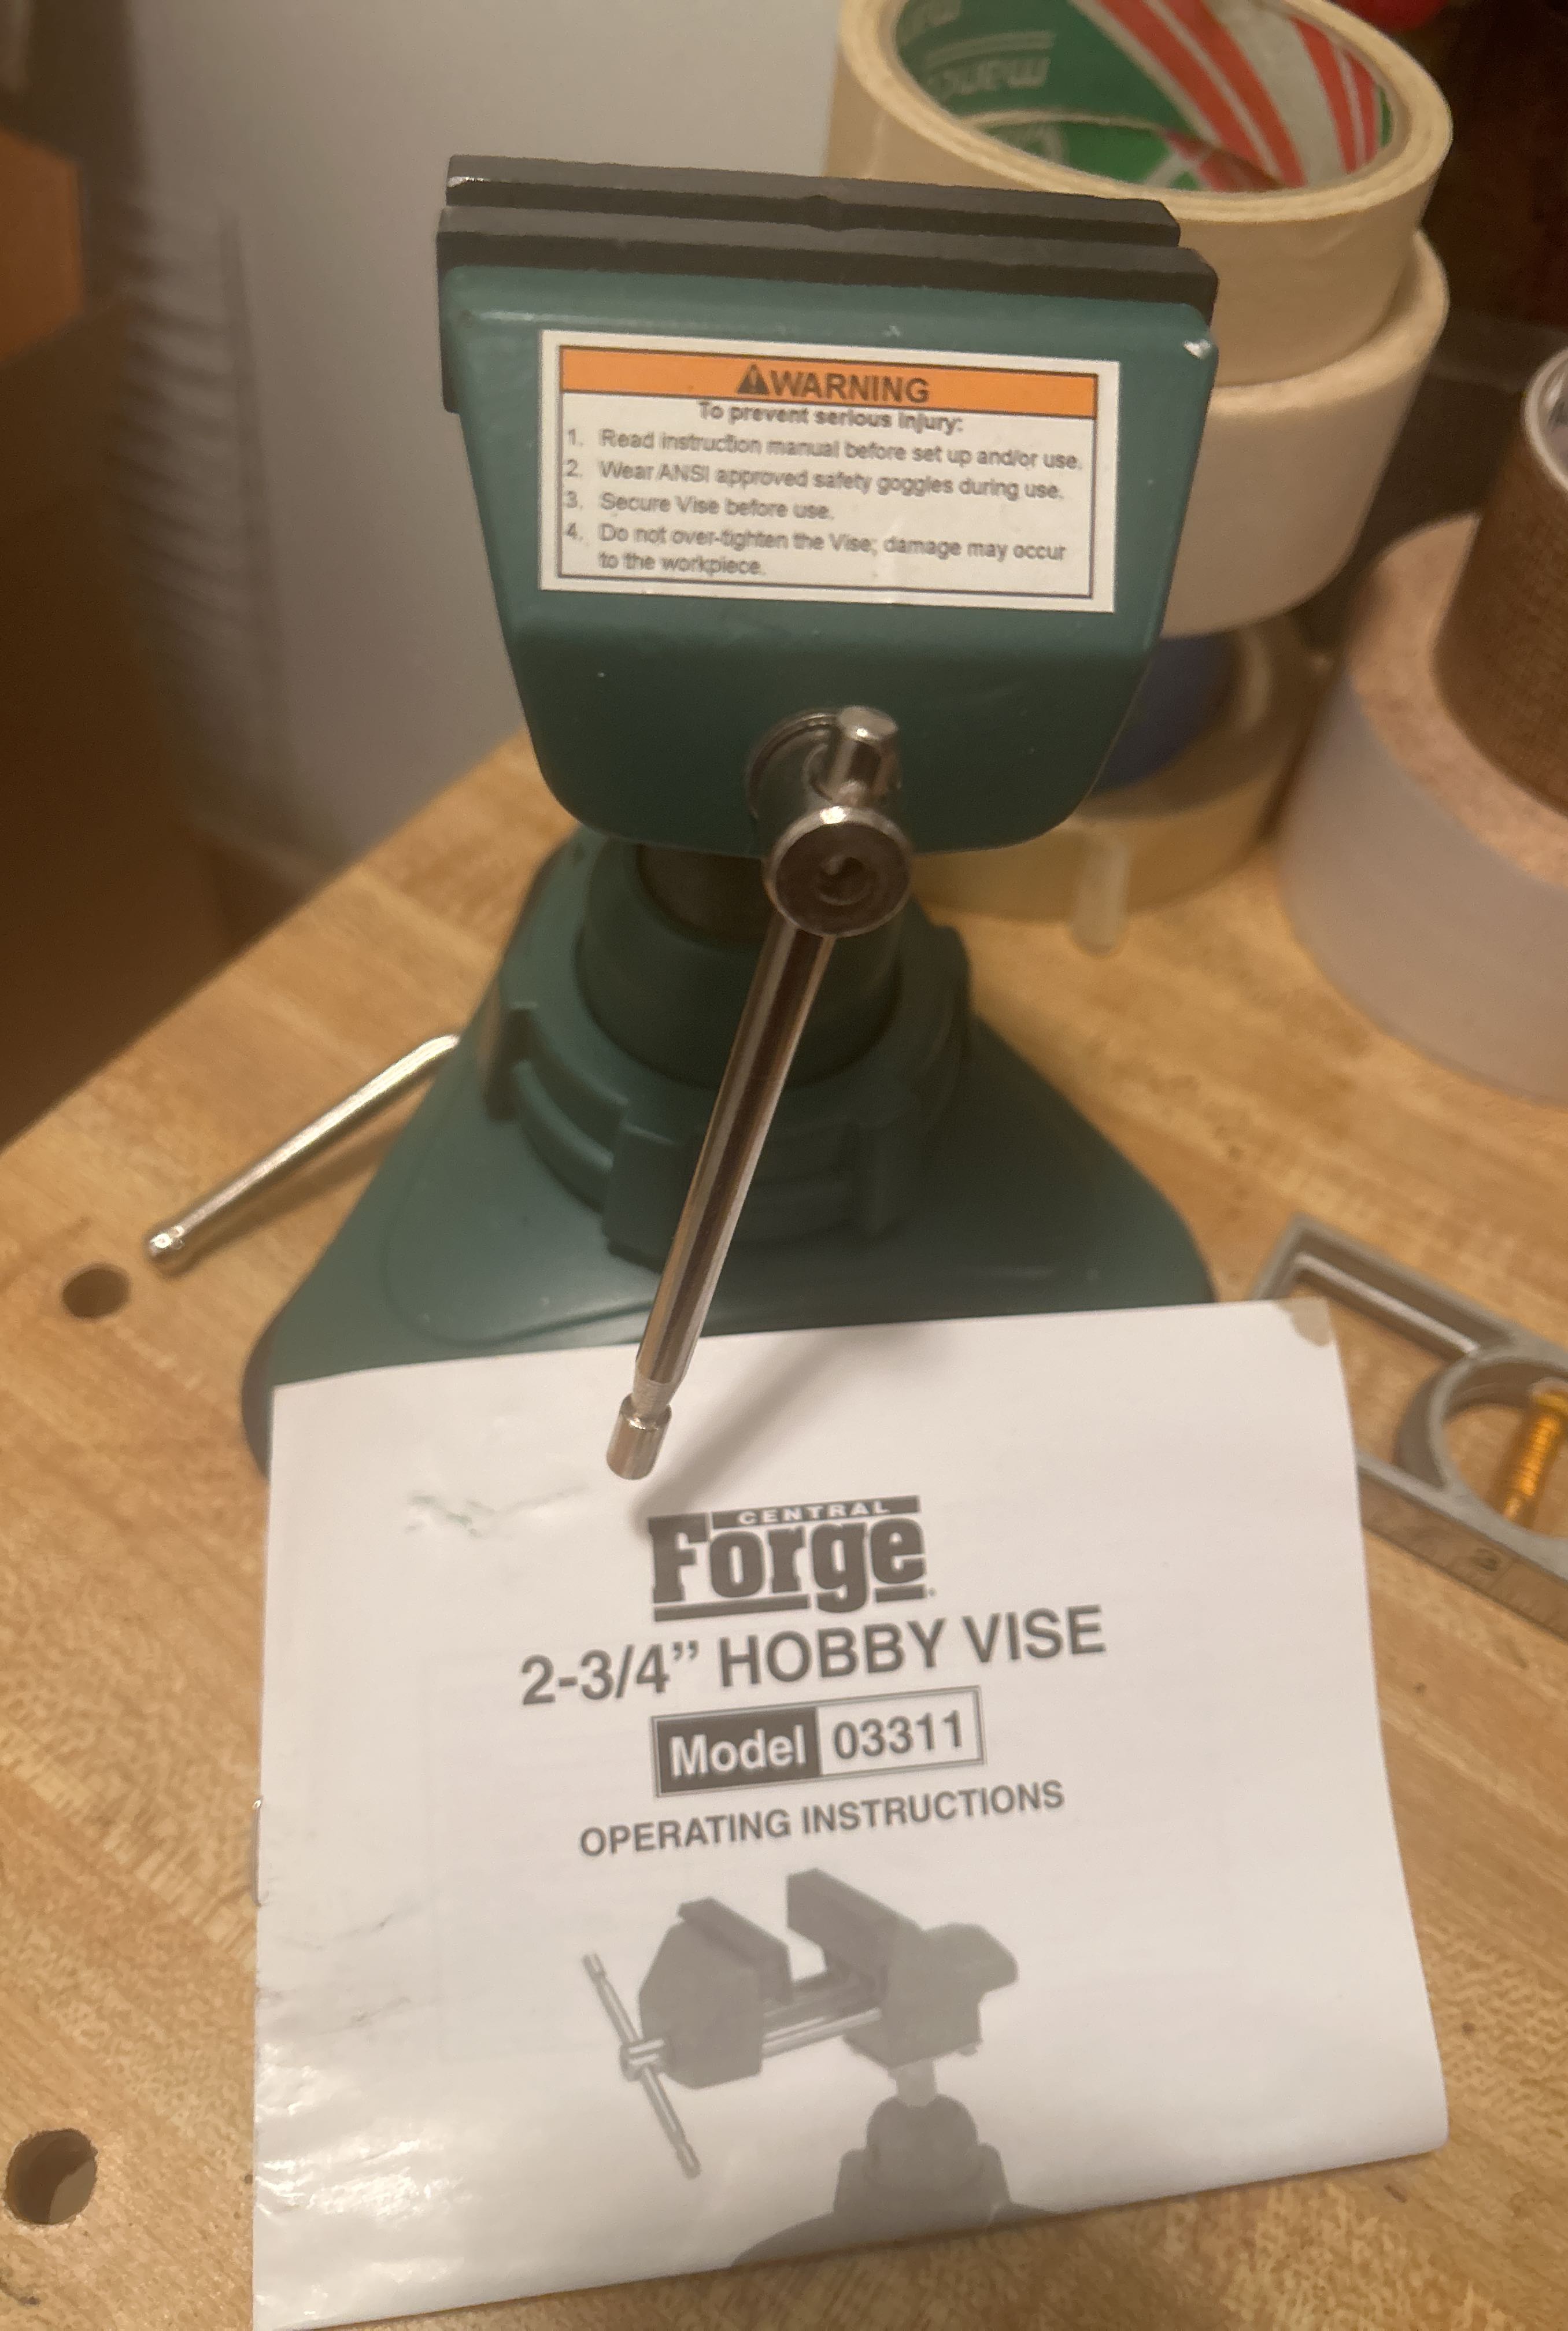 ⚠WARNING
To prevent serious injury:
1. Read instruction manual before set up and/or use.
2. Wear ANSI approved safety goggles during use.
3. Secure Vise before use.
4. Do not over-tighten the Vise; damage may occur
to the workpiece.
CENTRAL
Forge
2-3/4” HOBBY VISE
Model 03311
OPERATING INSTRUCTIONS